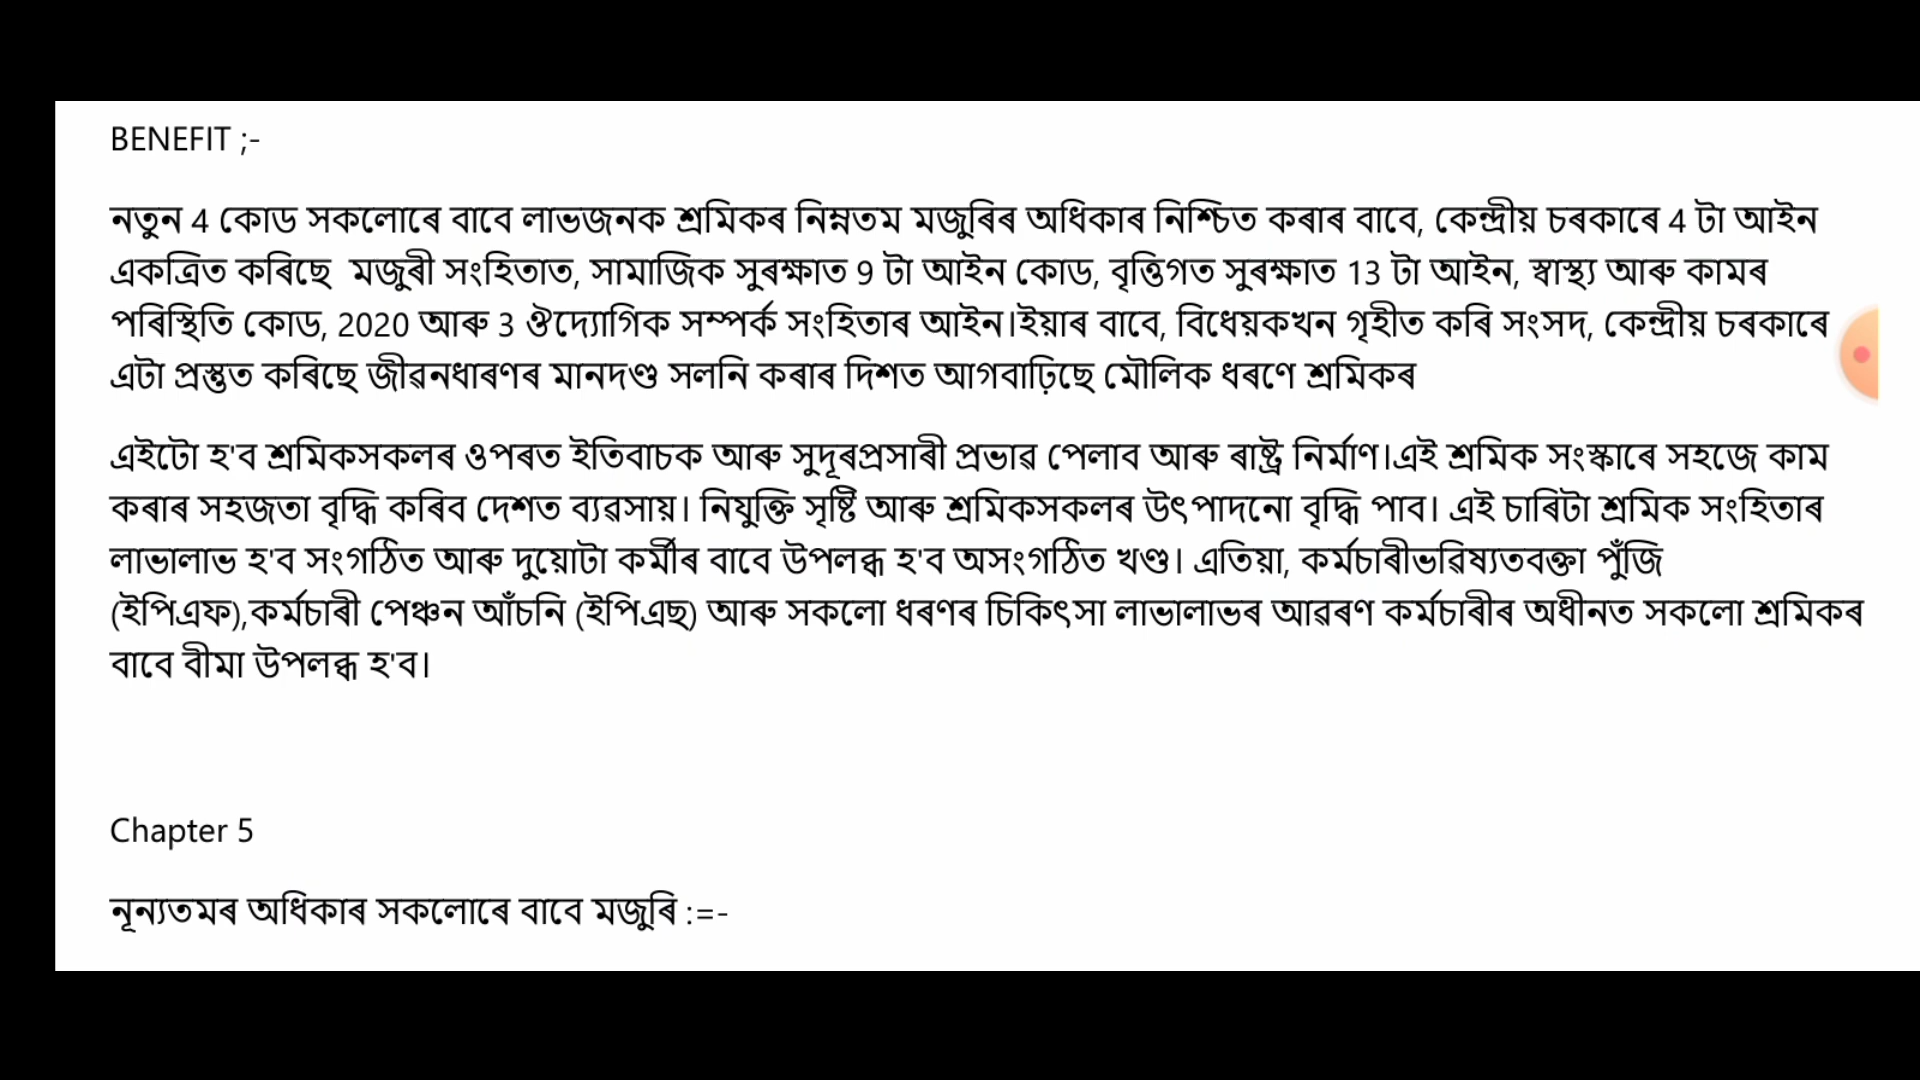 BENEFIT ;-
নতুন 4 কোড সকলোৰে বাবে লাভজনক শ্ৰমিকৰ নিম্নতম মজুৰিৰ অধিকাৰ নিশ্চিত কৰাৰ বাবে, কেন্দ্ৰীয় চৰকাৰে 4 টা আইন
একত্ৰিত কৰিছে  মজুৰী সংহিতাত, সামাজিক সুৰক্ষাত 9 টা আইন কোড, বৃত্তিগত সুৰক্ষাত 13 টা আইন, স্বাস্থ্য আৰু কামৰ
পৰিস্থিতি কোড, 2020 আৰু 3 ঔদ্যোগিক সম্পৰ্ক সংহিতাৰ আইন।ইয়াৰ বাবে, বিধেয়কখন গৃহীত কৰি সংসদ, কেন্দ্ৰীয় চৰকাৰে
এটা প্ৰস্তুত কৰিছে জীৱনধাৰণৰ মানদণ্ড সলনি কৰাৰ দিশত আগবাঢ়িছে মৌলিক ধৰণে শ্ৰমিকৰ
এইটো হ'ব শ্ৰমিকসকলৰ ওপৰত ইতিবাচক আৰু সুদূৰপ্ৰসাৰী প্ৰভাৱ পেলাব আৰু ৰাষ্ট্ৰ নিৰ্মাণ।এই শ্ৰমিক সংস্কাৰে সহজে কাম
কৰাৰ সহজতা বৃদ্ধি কৰিব দেশত ব্যৱসায়। নিযুক্তি সৃষ্টি আৰু শ্ৰমিকসকলৰ উৎপাদনো বৃদ্ধি পাব। এই চাৰিটা শ্ৰমিক সংহিতাৰ
লাভালাভ হ'ব সংগঠিত আৰু দুয়োটা কৰ্মীৰ বাবে উপলব্ধ হ'ব অসংগঠিত খণ্ড। এতিয়া, কৰ্মচাৰীভৱিষ্যতবক্তা পুঁজি
(ইপিএফ),কৰ্মচাৰী পেঞ্চন আঁচনি (ইপিএছ) আৰু সকলো ধৰণৰ চিকিৎসা লাভালাভৰ আৱৰণ কৰ্মচাৰীৰ অধীনত সকলো শ্ৰমিকৰ
বাবে বীমা উপলব্ধ হ'ব।
Chapter 5
নূন্যতমৰ অধিকাৰ সকলোৰে বাবে মজুৰি :=-